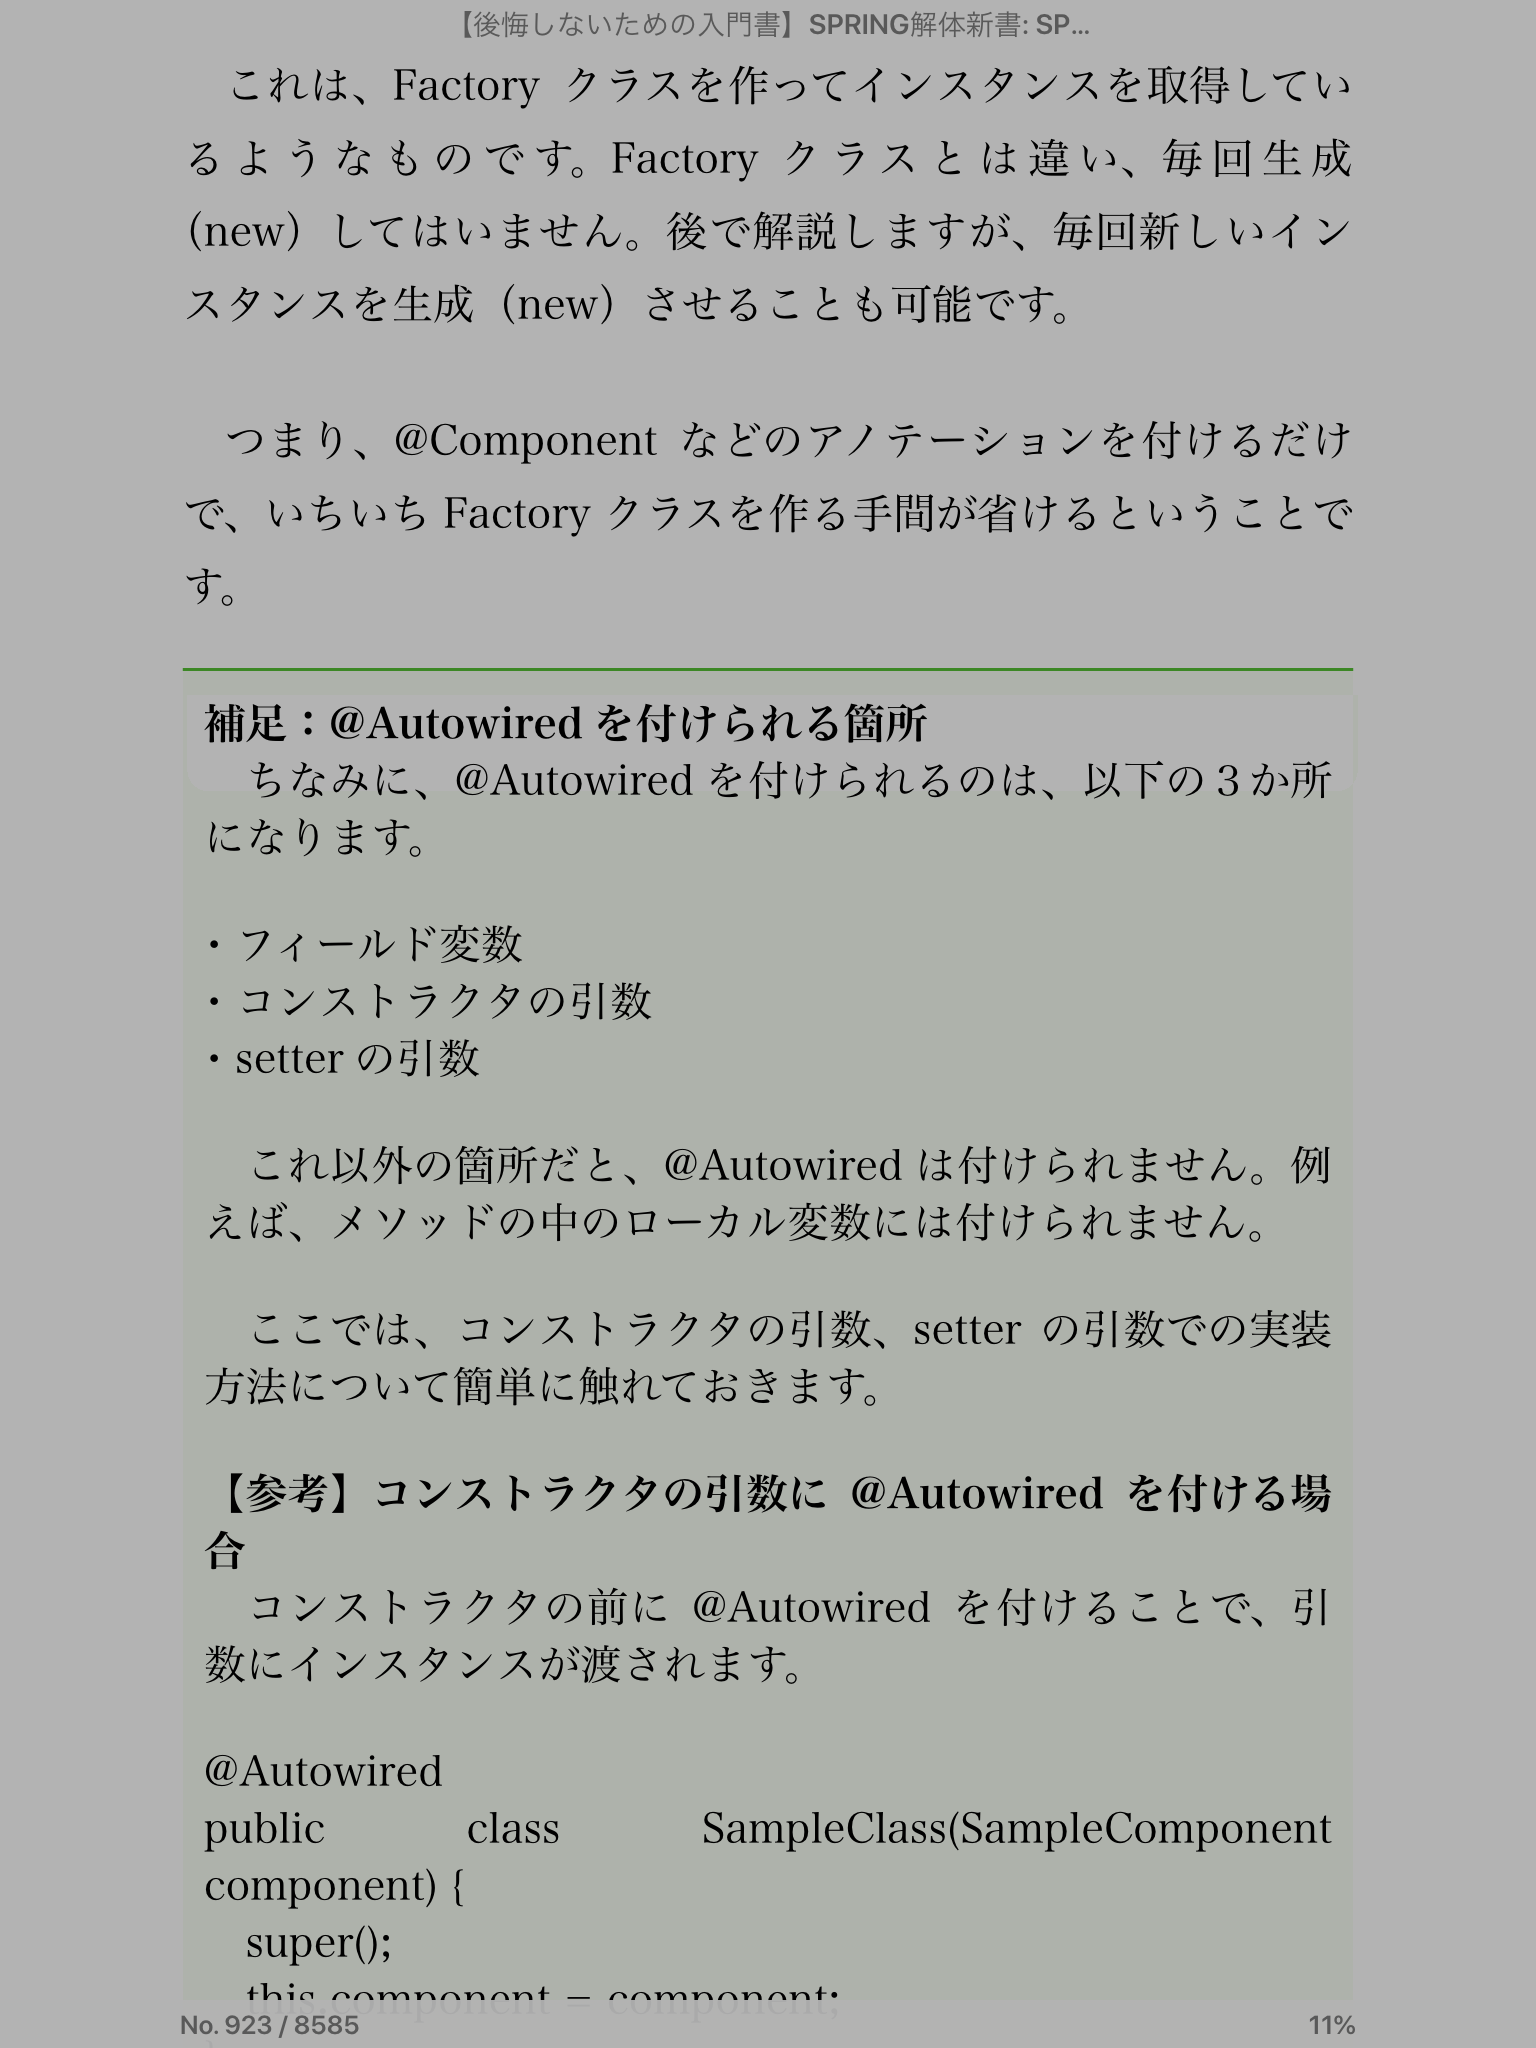 【後悔しないための入門書】SPRING解体新書: SP...
これは、Factory クラスを作ってインスタンスを取得してい
るようなものです。Factory クラスとは違い、毎回生成
(new）してはいません。後で解説しますが、毎回新しいイン
スタンスを生成（new）させることも可能です。
つまり、@Component などのアノテーションを付けるだけ
で、いちいち Factory クラスを作る手間が省けるということで
す。
補足：@Autowired を付けられる箇所
ちなみに、@Autowired を付けられるのは、以下の３か所
になります。
・フィールド変数
・コンストラクタの引数
・setter の引数
これ以外の箇所だと、@Autowired は付けられません。例
えば、メソッドの中のローカル変数には付けられません。
ここでは、コンストラクタの引数、setter の引数での実装
方法について簡単に触れておきます。
【参考】コンストラクタの引数に @Autowired を付ける場
合
コンストラクタの前に @Autowired を付けることで、引
数にインスタンスが渡されます。
@Autowired
public class SampleClass(SampleComponent
component) {
super();
this.component = component;
No. 923 / 8585
11%